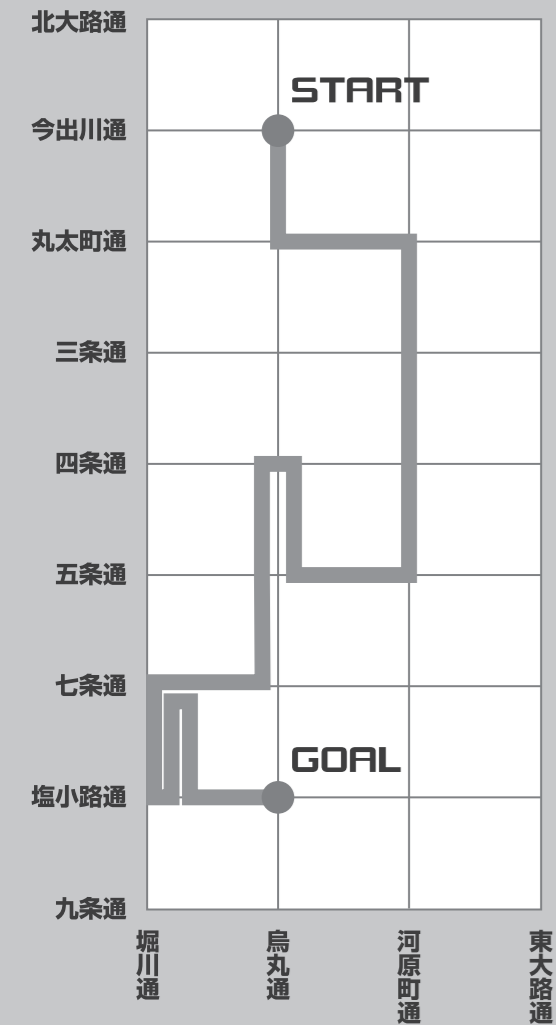 北大路通
START
今出川通
丸太町通
三条通
四条通
五条通
七条通
GOAL
塩小路通
九条通
堀川通
烏丸通
河原町通
東大路通